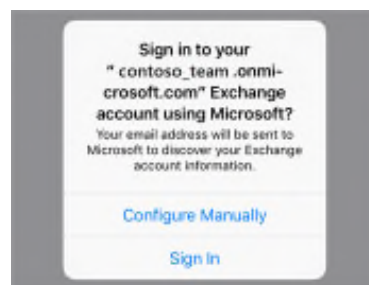 Sign in to your
“ contoso_team .onmi-
crosoft.com” Exchange
account using Microsoft?
Your email address will be sent to
Microsoft to discover your Exchange
account information.
Configure Manually
Sign In